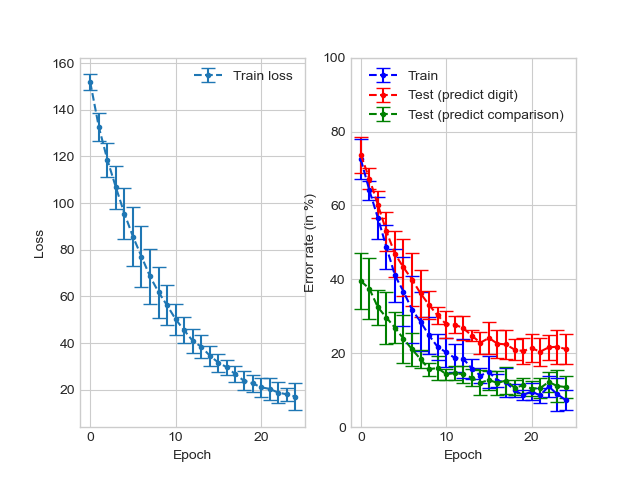 160
140
120
100
80
60
40
20
Loss
0
10
20
Epoch
Train loss
100
80
60
40
20
0
Error rate (in %)
0
10
20
Epoch
Train
Test (predict digit)
Test (predict comparison)